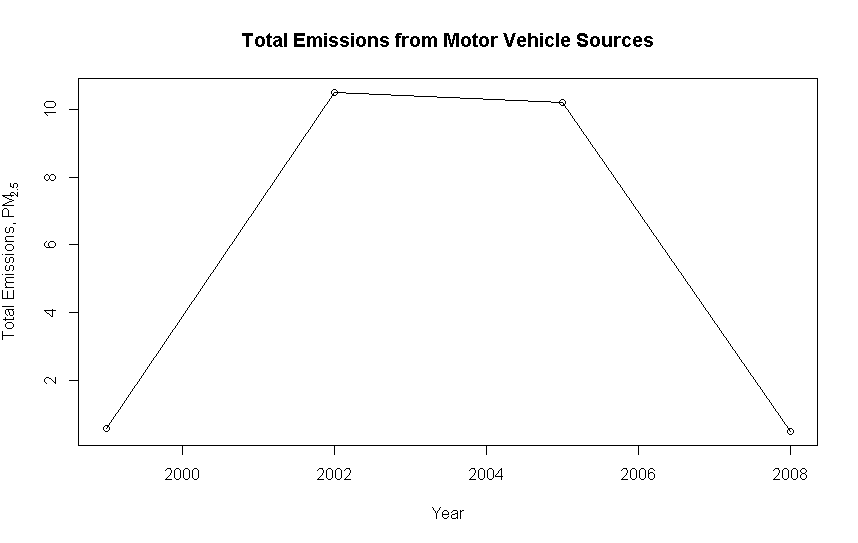 Total Emissions from Motor Vehicle Sources
Total Emissions, PM2.5
10
8
6
4
2
2000 2002 2004 2006 2008
Year